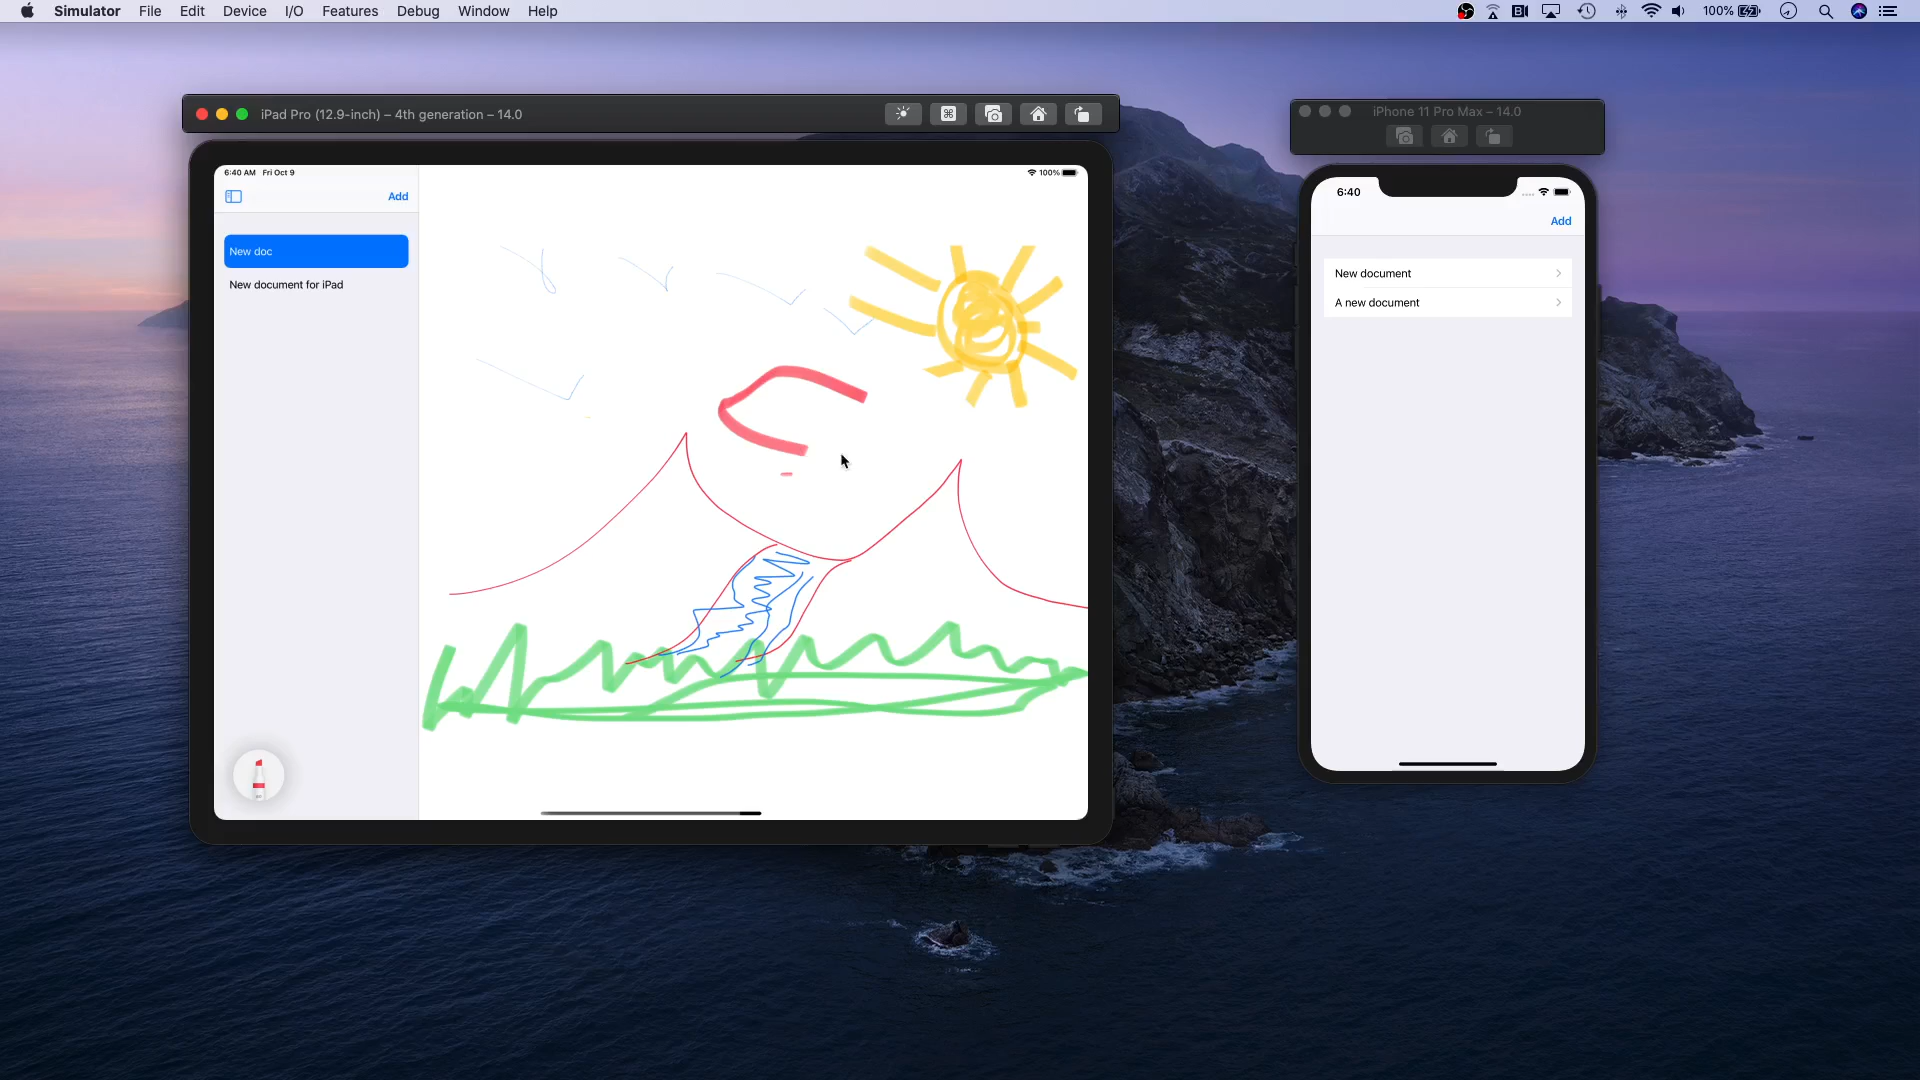 Simulator File Edit Device I/O Features Debug Window Help 100%
iPad Pro (12.9-inch) – 4th generation – 14.0
iPhone 11 Pro Max – 14.0
6:40 AM Fri Oct 9 100%
Add
New doc
New document for iPad
6:40
Add
New document
A new document